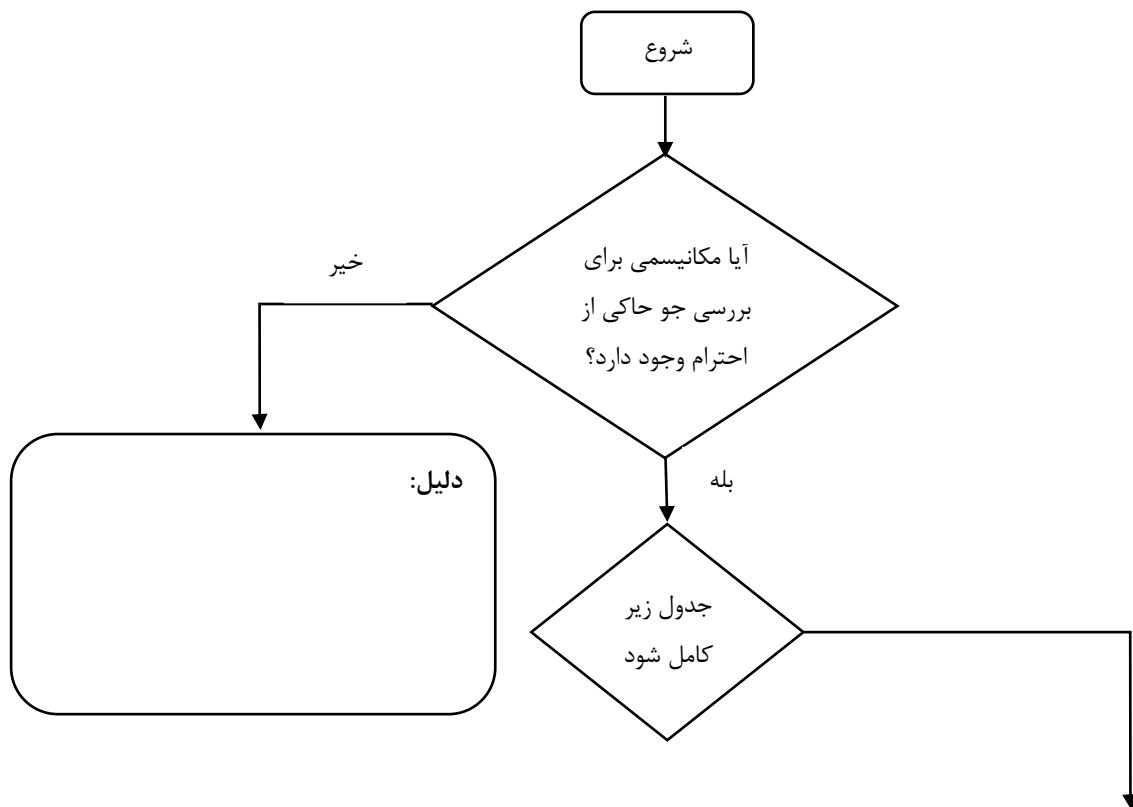 شروع
آیا مکانیسمی برای
بررسی جو حاکی از
احترام وجود دارد؟
خیر
دلیل:
بله
جدول زیر
کامل شود